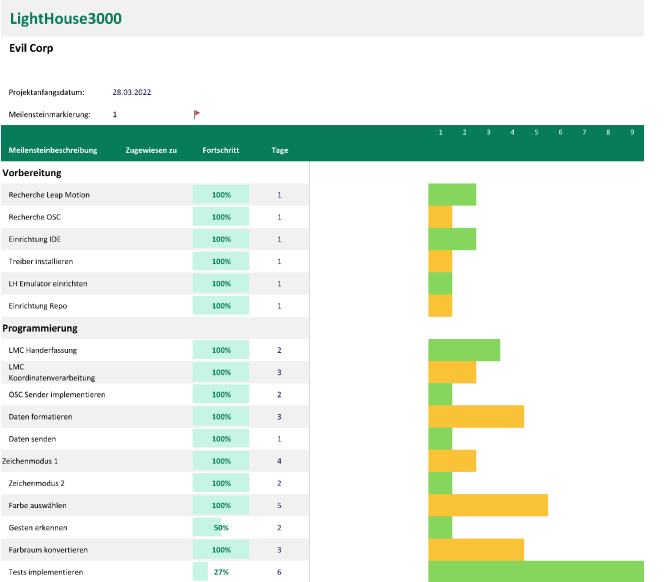 LightHouse3000
Evil Corp
Projektanfangsdatum: 28.03.2022
Meilensteinmarkierung: 1
1 2 3 4 5 6 7 8 9
Meilensteinbeschreibung Zugewiesen zu Fortschritt Tage
Vorbereitung
Recherche Leap Motion 100% 1
Recherche OSC 100% 1
Einrichtung IDE 100% 1
Treiber installieren 100% 1
LH Emulator einrichten 100% 1
Einrichtung Repo 100% 1
Programmierung
LMC Handerfassung 100% 2
LMC
Koordinatenverarbeitung 100% 3
OSC Sender implementieren 100% 2
Daten formatieren 100% 3
Daten senden 100% 1
Zeichenmodus 1 100% 4
Zeichenmodus 2 100% 2
Farbe auswählen 100% 5
Gesten erkennen 50% 2
Farbraum konvertieren 100% 3
Tests implementieren 27% 6